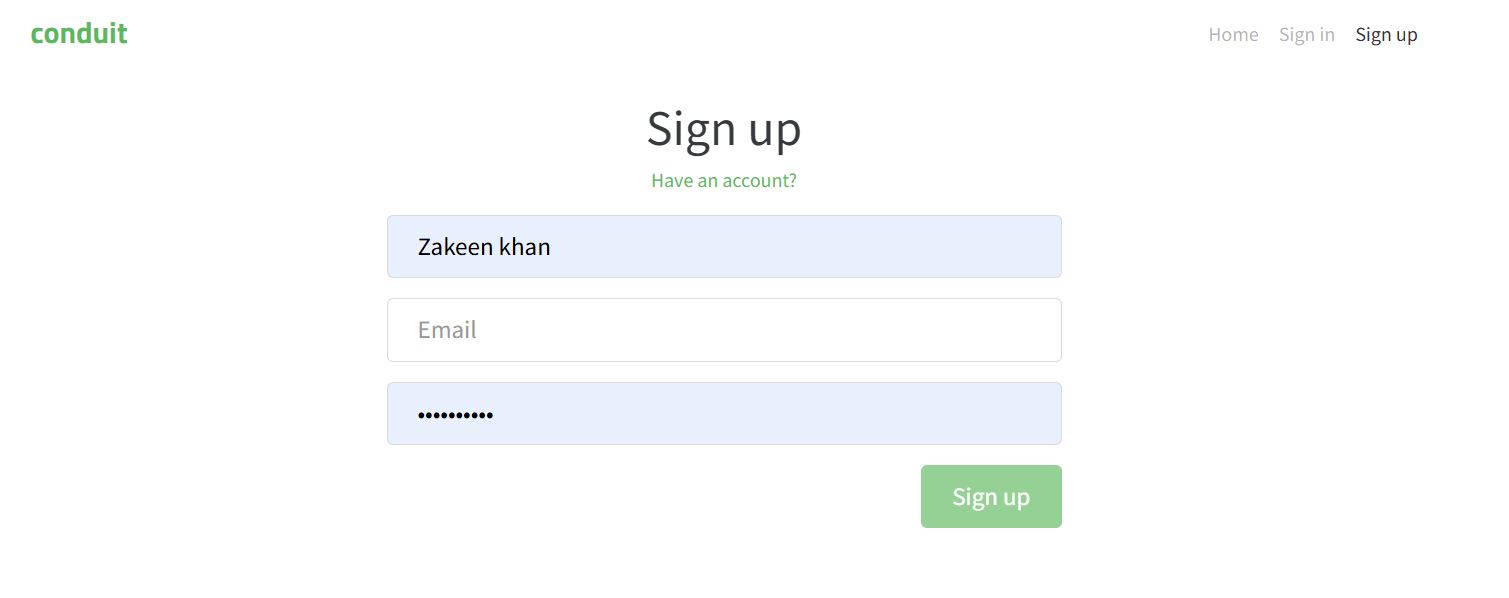 conduit
Home Sign in Sign up
Sign up
Have an account?
Zakeen khan
Email
••••••••••
Sign up